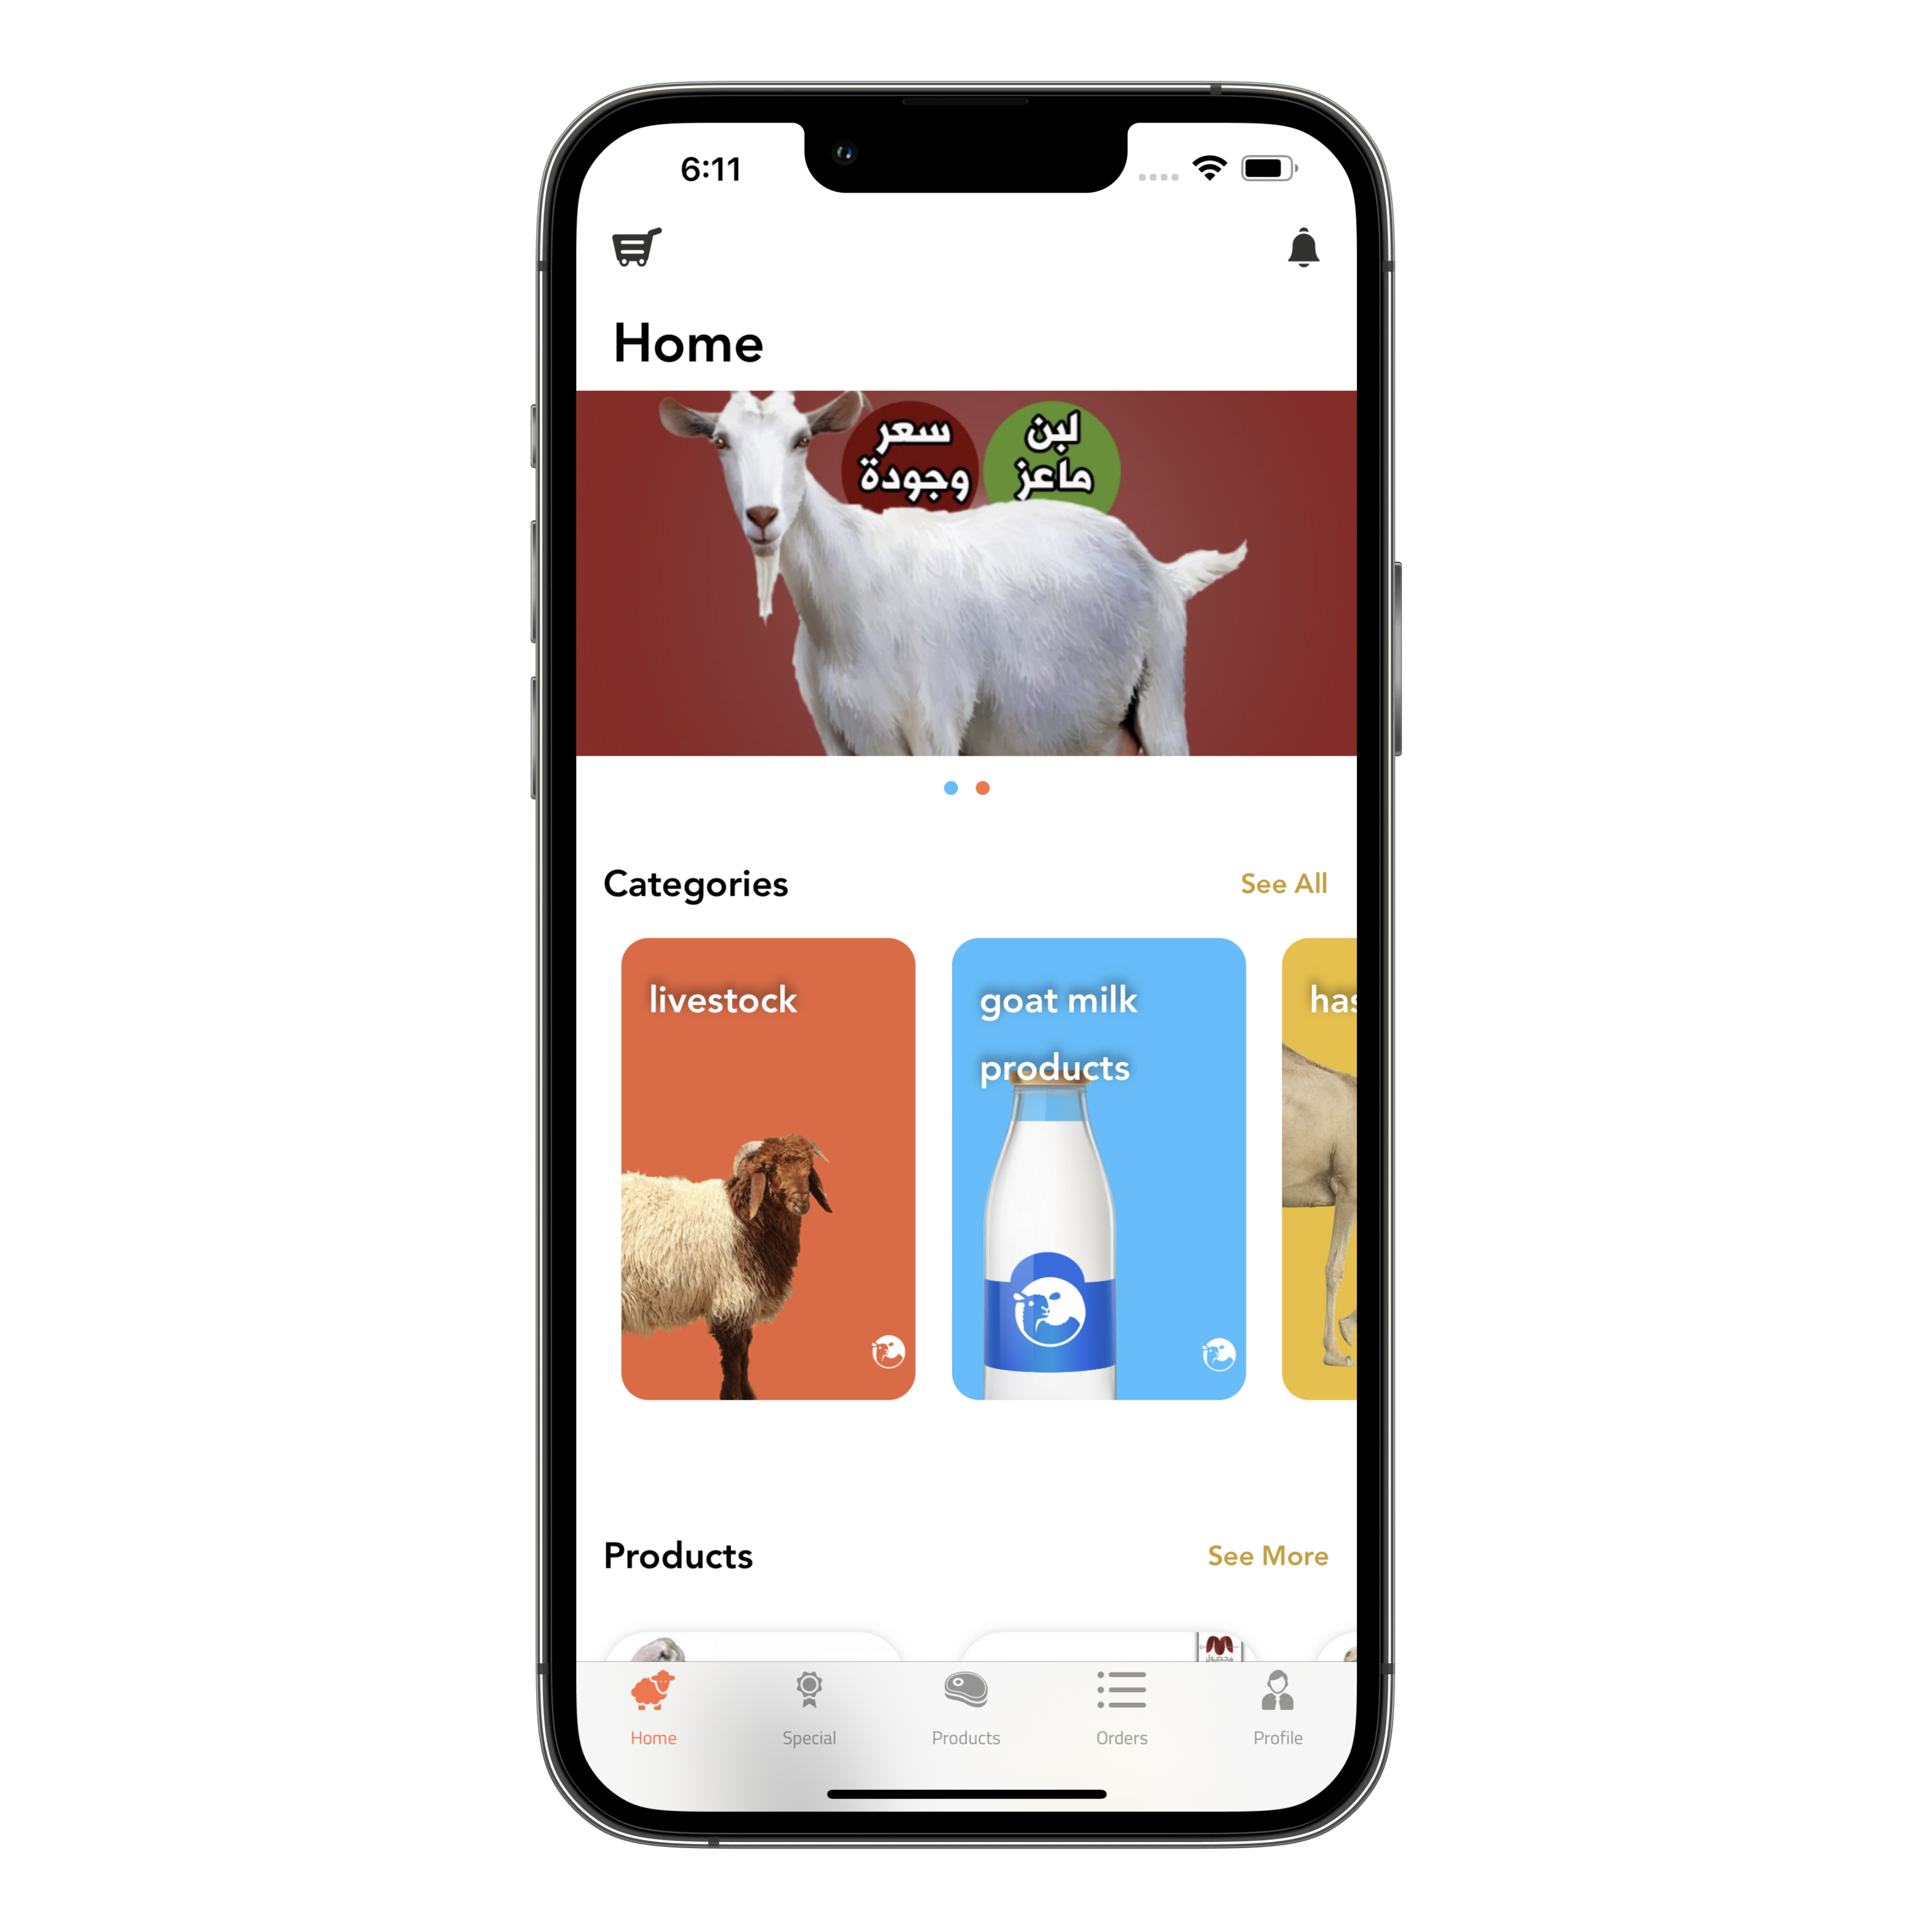 6:11
Home
لبن
ماعز
سعر
وجودة
Categories
See All
livestock
goat milk
products
has
Products
See More
Home
Special
Products
Orders
Profile